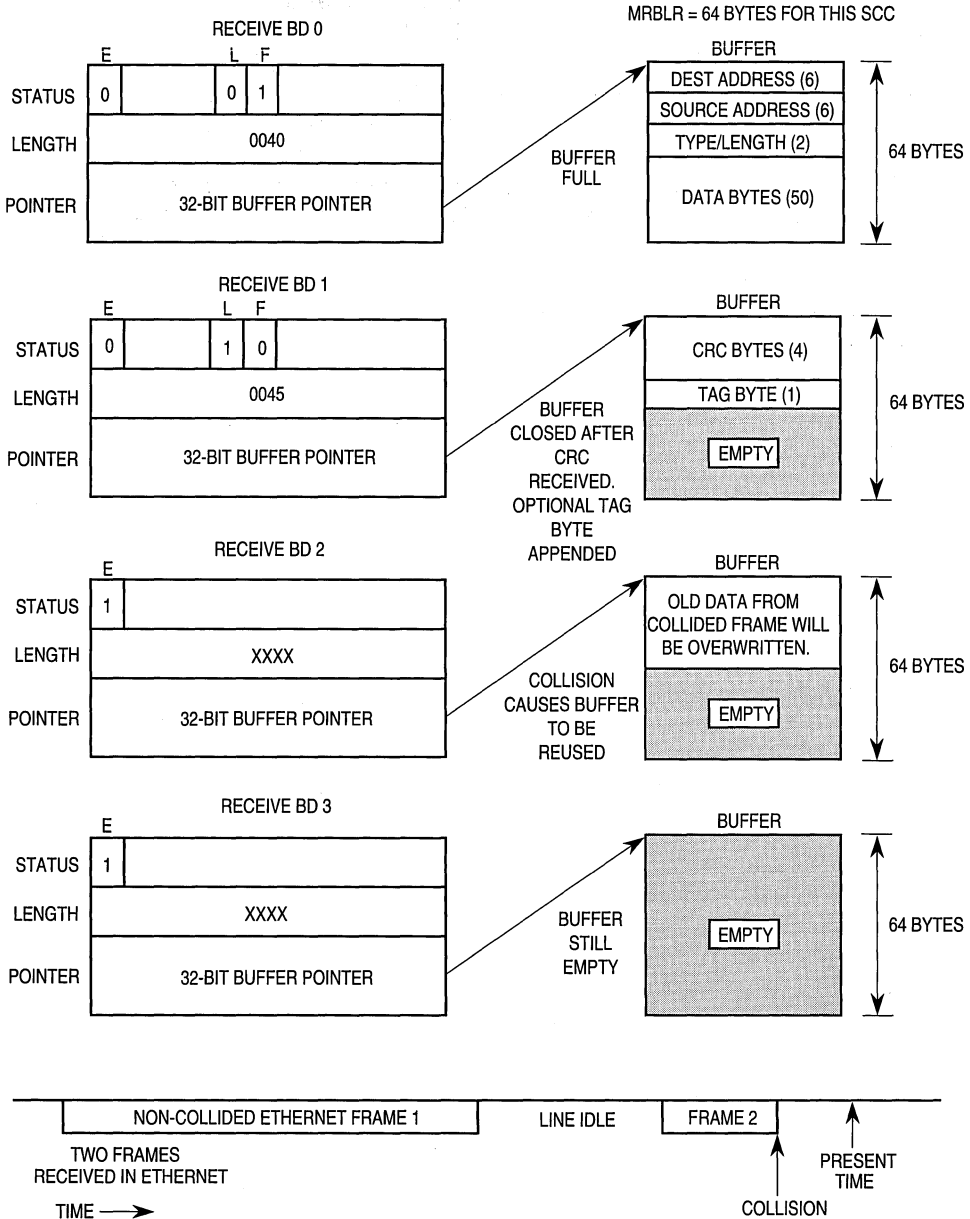 MRBLR = 64 BYTES FOR THIS SCC
RECEIVE BD 0
E L F
STATUS 0 0 1
LENGTH 0040
POINTER 32-BIT BUFFER POINTER
BUFFER
FULL
BUFFER
DEST ADDRESS (6)
SOURCE ADDRESS (6)
TYPE/LENGTH (2)
DATA BYTES (50)
64 BYTES
RECEIVE BD 1
E L F
STATUS 0 1 0
LENGTH 0045
POINTER 32-BIT BUFFER POINTER
BUFFER
CLOSED AFTER
CRC
RECEIVED.
OPTIONAL TAG
BYTE
APPENDED
BUFFER
CRC BYTES (4)
TAG BYTE (1)
EMPTY
64 BYTES
RECEIVE BD 2
E
STATUS 1
LENGTH XXXX
POINTER 32-BIT BUFFER POINTER
COLLISION
CAUSES BUFFER
TO BE
REUSED
BUFFER
OLD DATA FROM
COLLIDED FRAME WILL
BE OVERWRITTEN.
EMPTY
64 BYTES
RECEIVE BD 3
E
STATUS 1
LENGTH XXXX
POINTER 32-BIT BUFFER POINTER
BUFFER
STILL
EMPTY
BUFFER
EMPTY
64 BYTES
NON-COLLIDED ETHERNET FRAME 1
LINE IDLE
FRAME 2
TWO FRAMES
RECEIVED IN ETHERNET
PRESENT
TIME
TIME
COLLISION